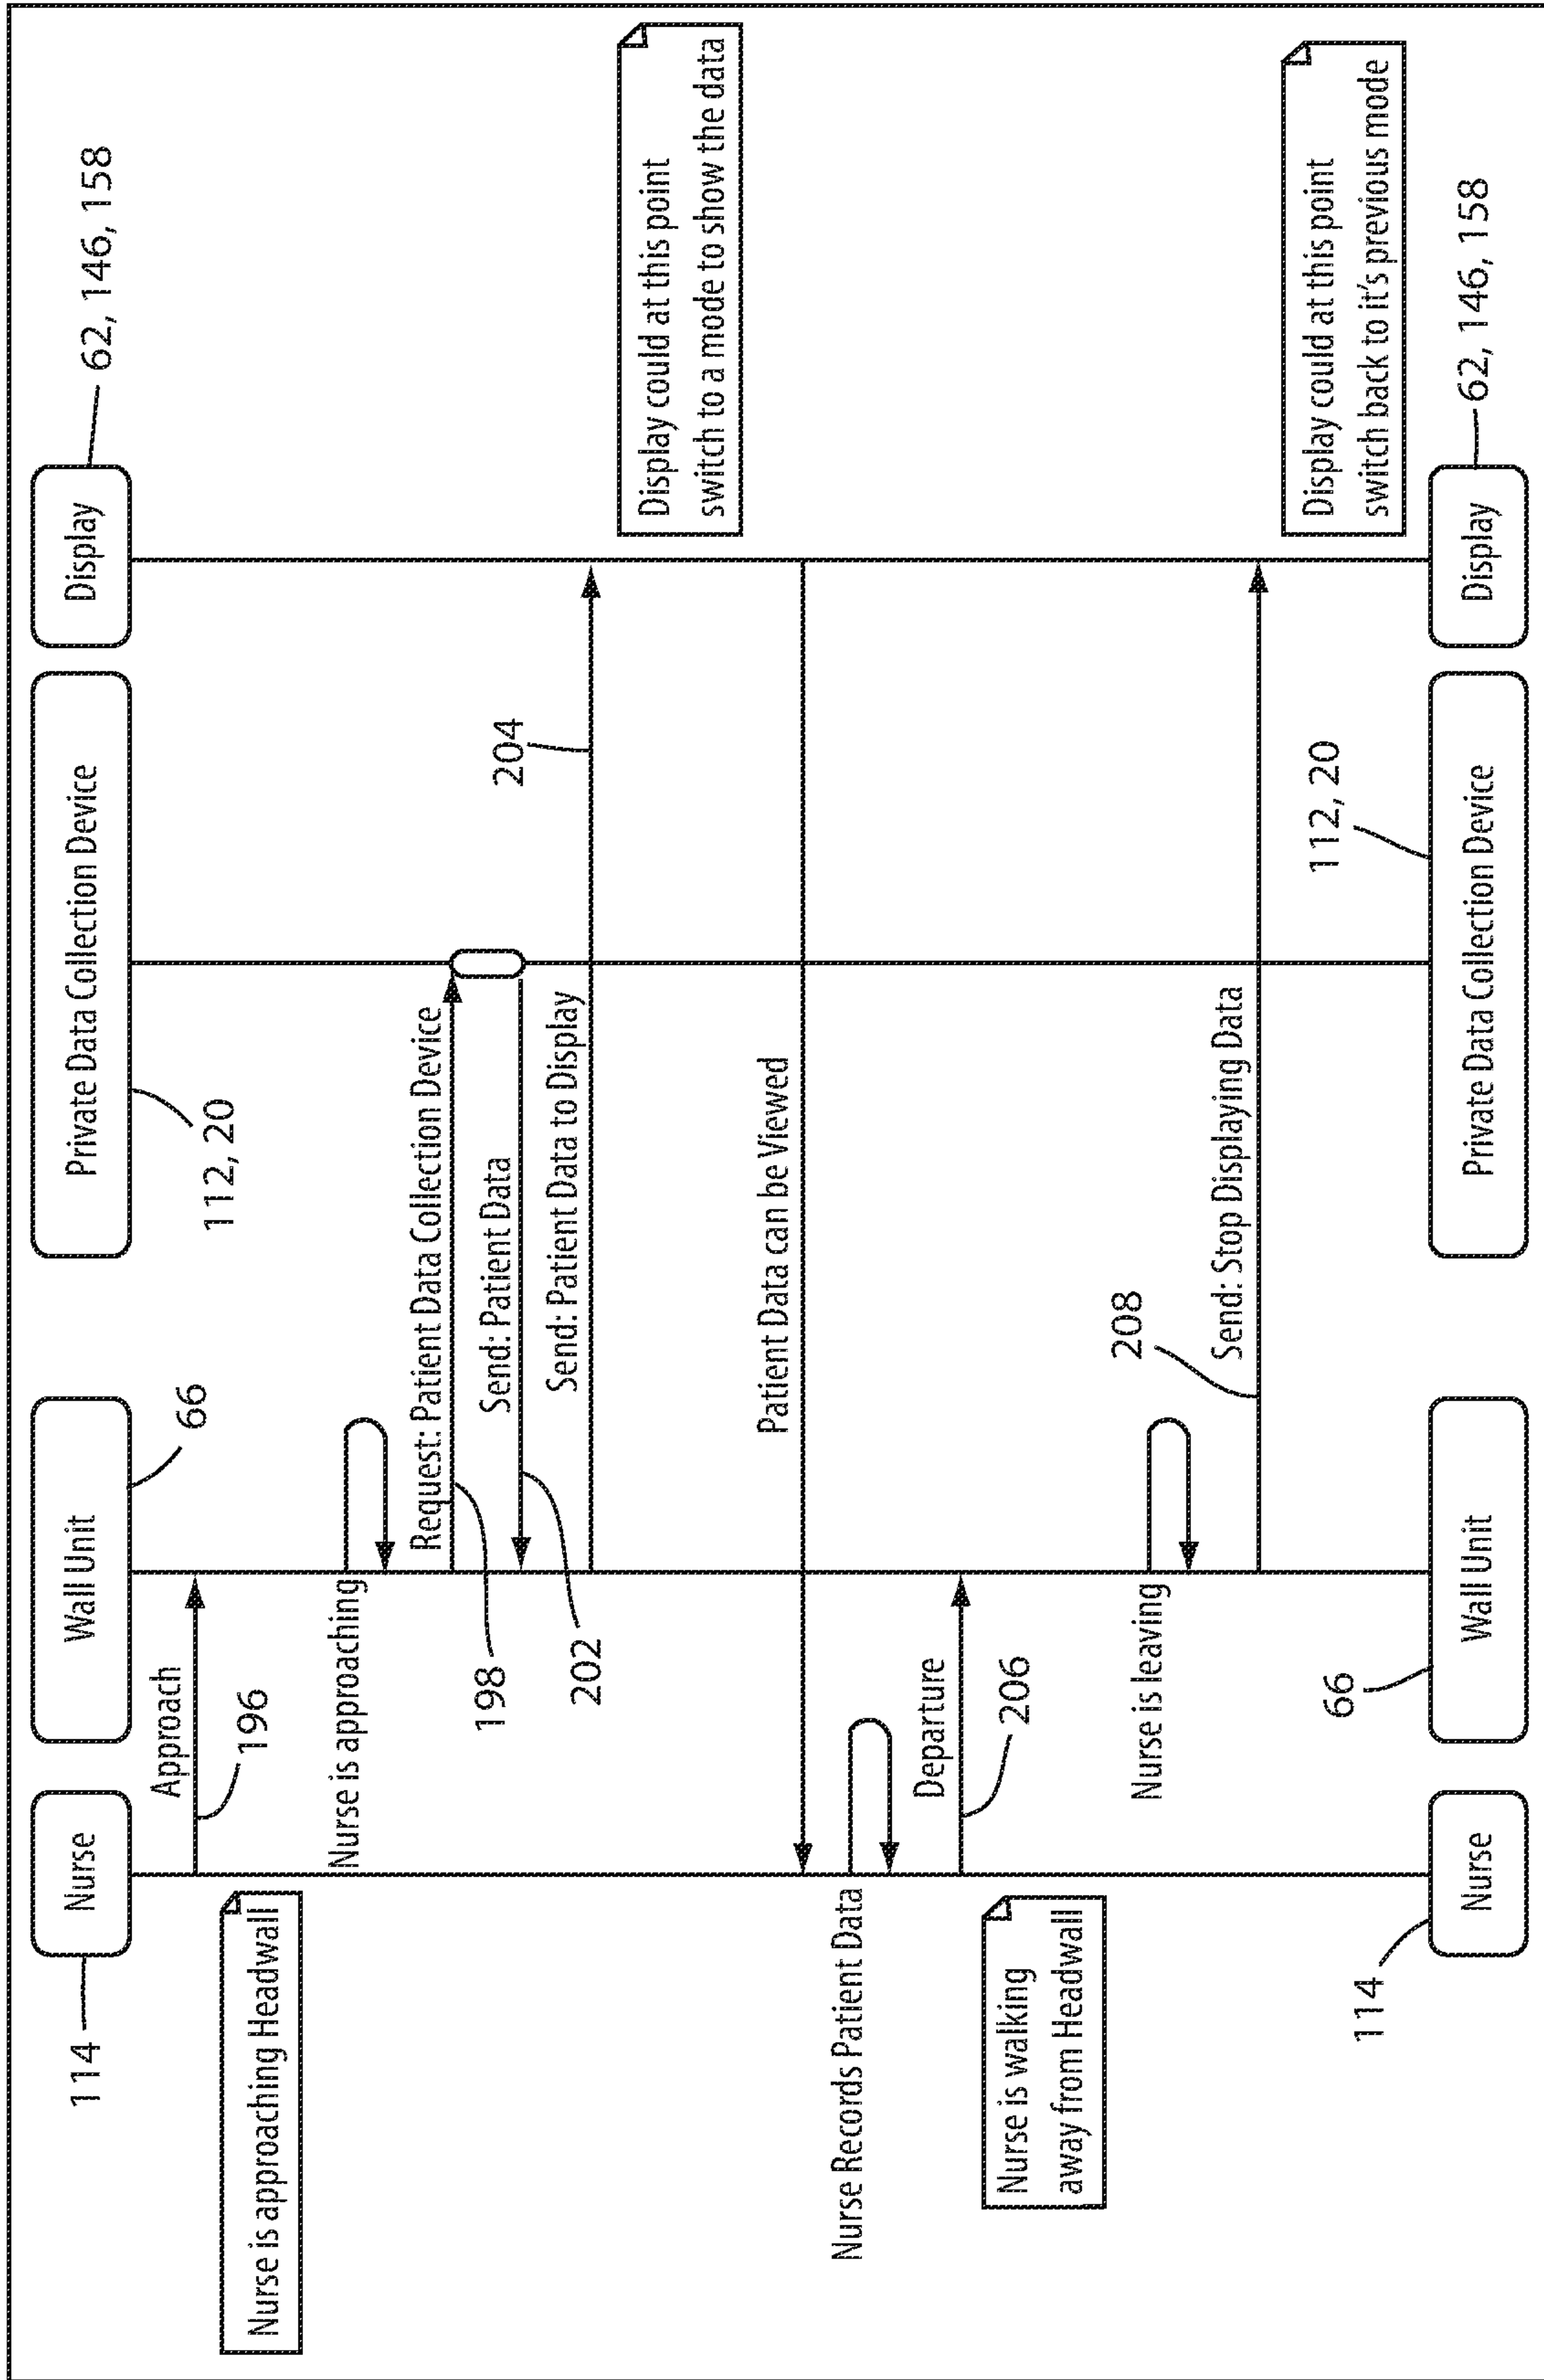 114
Nurse
Wall Unit
66
Private Data Collection Device
112, 20
Display
62, 146, 158
Approach
196
Nurse is approaching Headwall
Nurse is approaching
Request: Patient Data Collection Device
198
Send: Patient Data
202
Send: Patient Data to Display
204
Display could at this point
switch to a mode to show the data
Patient Data can be Viewed
Nurse Records Patient Data
Departure
206
Nurse is walking
away from Headwall
Nurse is leaving
208
Send: Stop Displaying Data
Display could at this point
switch back to it's previous mode
114
Nurse
66
Wall Unit
112, 20
Private Data Collection Device
Display
62, 146, 158